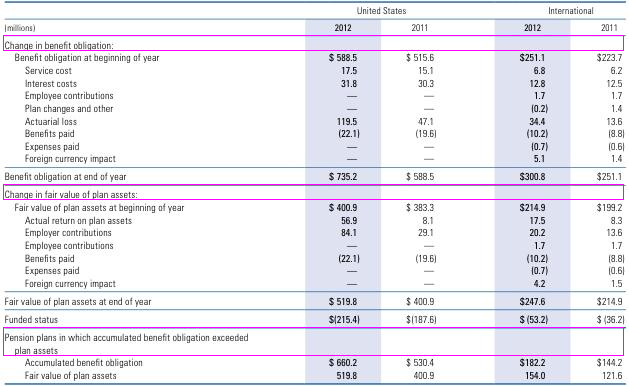 United States International
(millions) 2012 2011 2012 2011
Change in benefit obligation:
Benefit obligation at beginning of year $ 588.5 $ 515.6 $251.1 $223.7
Service cost 17.5 15.1 6.8 6.2
Interest costs 31.8 30.3 12.8 12.5
Employee contributions — — 1.7 1.7
Plan changes and other — — (0.2) 1.4
Actuarial loss 119.5 47.1 34.4 13.6
Benefits paid (22.1) (19.6) (10.2) (8.8)
Expenses paid — — (0.7) (0.6)
Foreign currency impact — — 5.1 1.4
Benefit obligation at end of year $ 735.2 $ 588.5 $300.8 $251.1
Change in fair value of plan assets:
Fair value of plan assets at beginning of year $ 400.9 $ 383.3 $214.9 $199.2
Actual return on plan assets 56.9 8.1 17.5 8.3
Employer contributions 84.1 29.1 20.2 13.6
Employee contributions — — 1.7 1.7
Benefits paid (22.1) (19.6) (10.2) (8.8)
Expenses paid — — (0.7) (0.6)
Foreign currency impact — — 4.2 1.5
Fair value of plan assets at end of year $ 519.8 $ 400.9 $247.6 $214.9
Funded status $(215.4) $(187.6) $ (53.2) $ (36.2)
Pension plans in which accumulated benefit obligation exceeded
plan assets
Accumulated benefit obligation $ 660.2 $ 530.4 $182.2 $144.2
Fair value of plan assets 519.8 400.9 154.0 121.6